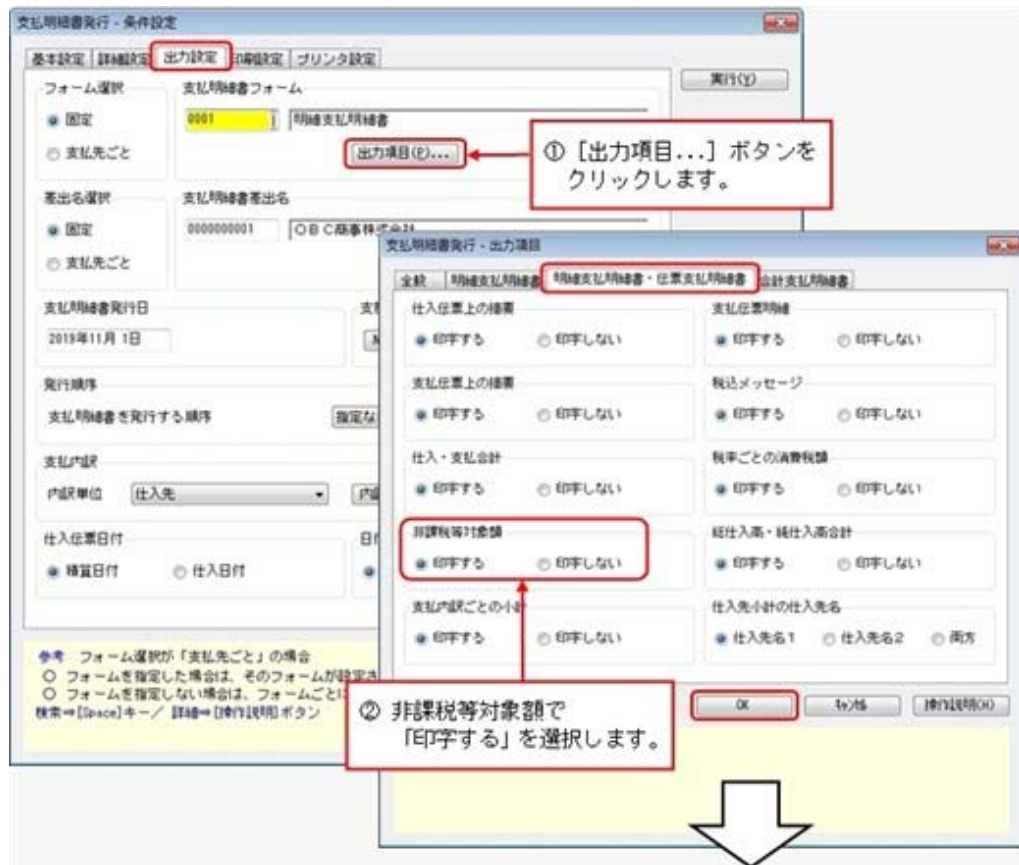 支払明細書発行 - 条件設定
基本設定 詳細設定 出力設定 印刷設定 プリンタ設定
実行(Y)
フォーム選択
固定
支払先ごと
支払明細書フォーム
0001 明細支払明細書
出力項目(P)...
① [出力項目...] ボタンを
クリックします。
差出名選択
固定
支払先ごと
支払明細書差出名
0000000001 OBC商事株式会社
支払明細書発行日
2019年11月 1日
発行順序
支払明細書を発行する順序
指定な
支払内訳
内訳単位 仕入先
仕入伝票日付
精算日付 仕入日付
参考 フォーム選択が「支払先ごと」の場合
○ フォームを指定した場合は、そのフォームが設定さ
○ フォームを指定しない場合は、フォームごとに
検索⇒[Space]キー／ 詳細⇒[操作説明]ボタン
支払明細書発行 - 出力項目
全般 明細支払明細書 明細支払明細書・伝票支払明細書 合計支払明細書
仕入伝票上の摘要
印字する 印字しない
支払伝票明細
印字する 印字しない
支払伝票上の摘要
印字する 印字しない
税込メッセージ
印字する 印字しない
仕入・支払合計
印字する 印字しない
税率ごとの消費税額
印字する 印字しない
非課税等対象額
印字する 印字しない
総仕入高・純仕入高合計
印字する 印字しない
支払内訳ごとの小計
印字する 印字しない
仕入先小計の仕入先名
仕入先名1 仕入先名2 両方
OK キャンセル 操作説明(H)
② 非課税等対象額で
「印字する」を選択します。